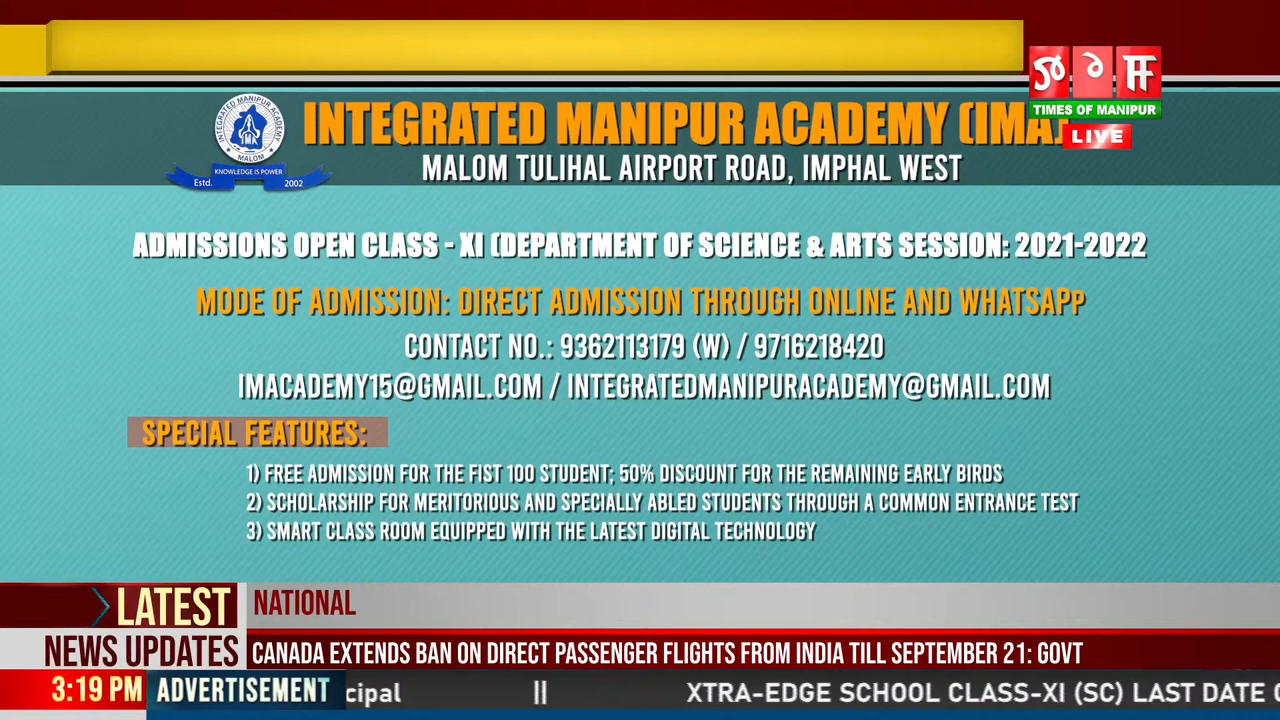 INTEGRATED MANIPUR ACADEMY (IMA)
TIMES OF MANIPUR
LIVE
MALOM TULIHAL AIRPORT ROAD, IMPHAL WEST
INTEGRATED MANIPUR ACADEMY
IMA
MALOM
KNOWLEDGE IS POWER
Estd. 2002
ADMISSIONS OPEN CLASS - XI (DEPARTMENT OF SCIENCE & ARTS SESSION: 2021-2022
MODE OF ADMISSION: DIRECT ADMISSION THROUGH ONLINE AND WHATSAPP
CONTACT NO.: 9362113179 (W) / 9716218420
IMACADEMY15@GMAIL.COM / INTEGRATEDMANIPURACADEMY@GMAIL.COM
SPECIAL FEATURES:
1) FREE ADMISSION FOR THE FIST 100 STUDENT; 50% DISCOUNT FOR THE REMAINING EARLY BIRDS
2) SCHOLARSHIP FOR MERITORIOUS AND SPECIALLY ABLED STUDENTS THROUGH A COMMON ENTRANCE TEST
3) SMART CLASS ROOM EQUIPPED WITH THE LATEST DIGITAL TECHNOLOGY
LATEST
NEWS UPDATES
NATIONAL
CANADA EXTENDS BAN ON DIRECT PASSENGER FLIGHTS FROM INDIA TILL SEPTEMBER 21: GOVT
3:19 PM ADVERTISEMENT cipal || XTRA-EDGE SCHOOL CLASS-XI (SC) LAST DATE